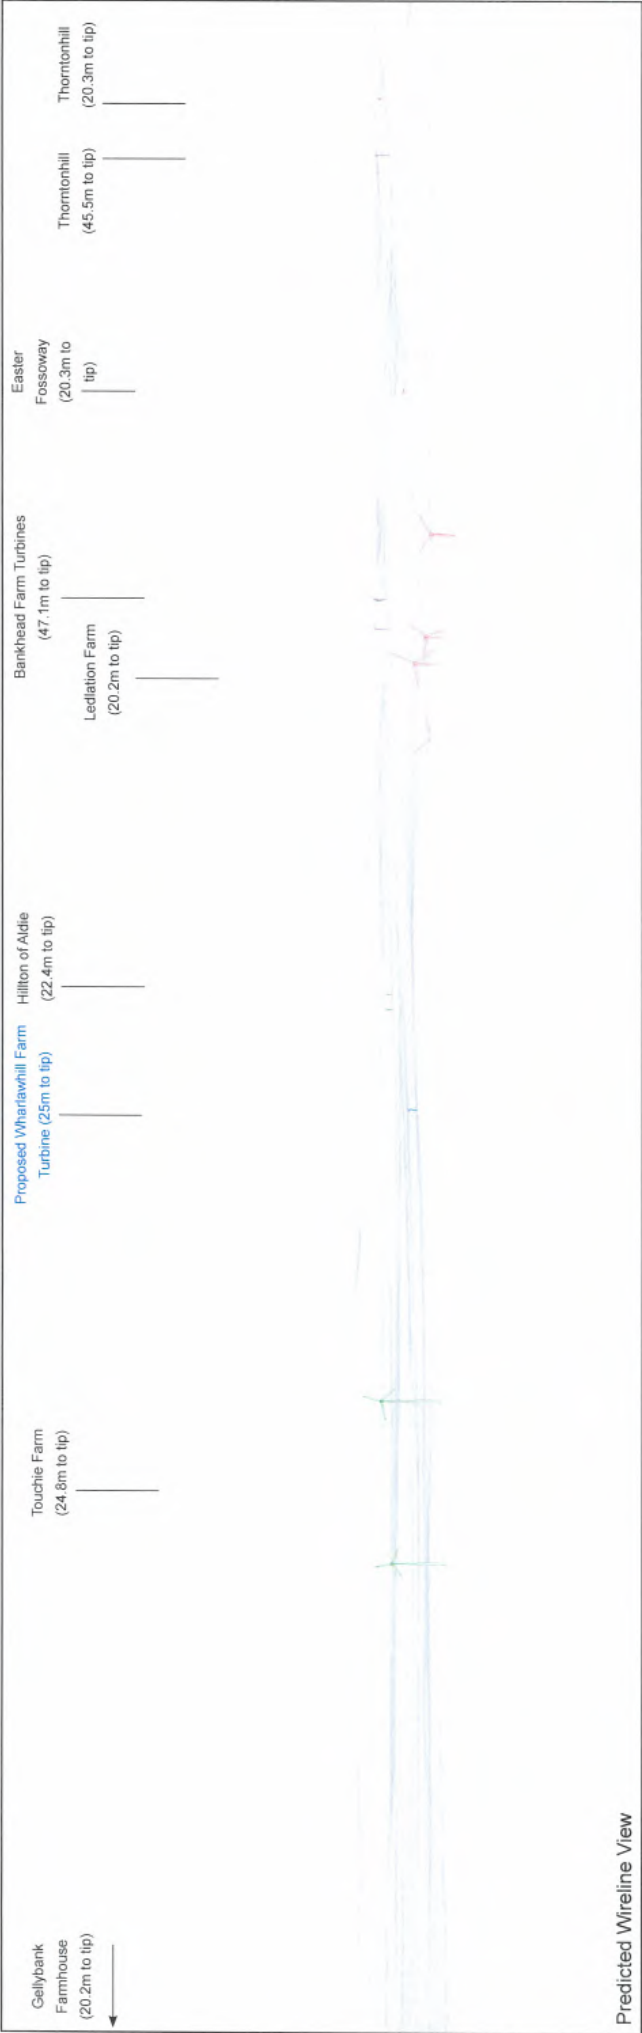 Gellybank
Farmhouse
(20.2m to tip)
Touchie Farm
(24.8m to tip)
Proposed Wharlawhill Farm
Turbine (25m to tip)
Hillton of Aldie
(22.4m to tip)
Ledlation Farm
(20.2m to tip)
Bankhead Farm Turbines
(47.1m to tip)
Easter
Fossoway
(20.3m to
tip)
Thorntonhill
(45.5m to tip)
Thorntonhill
(20.3m to tip)
Predicted Wireline View